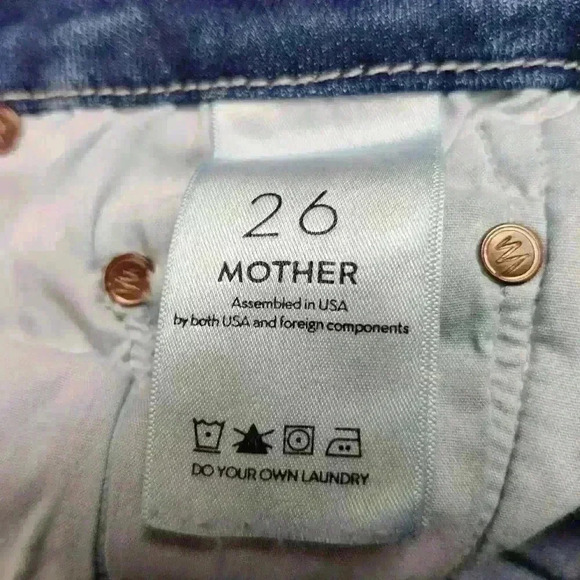 26
MOTHER
Assembled in USA
by both USA and foreign components
DO YOUR OWN LAUNDRY